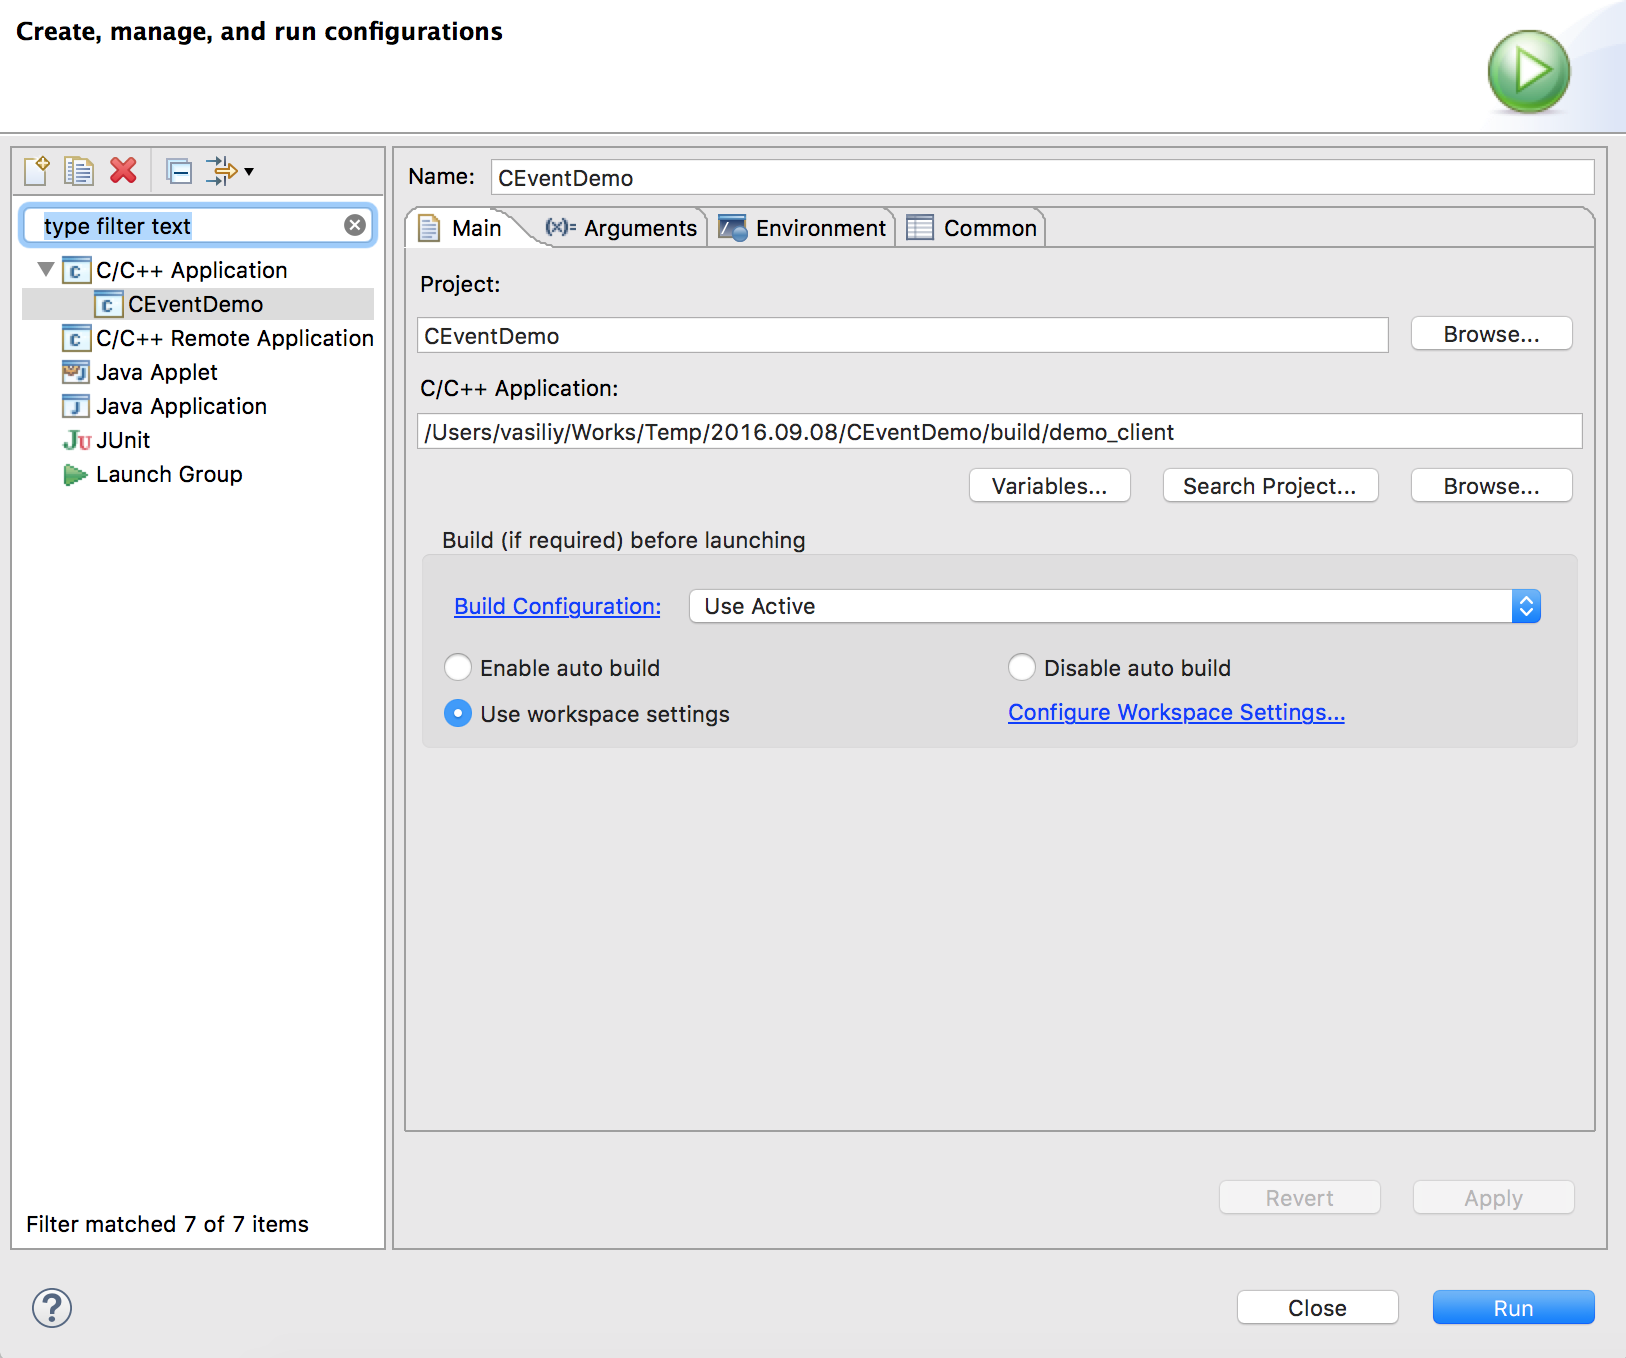 Create, manage, and run configurations
type filter text
C/C++ Application
CEventDemo
C/C++ Remote Application
Java Applet
Java Application
JUnit
Launch Group
Filter matched 7 of 7 items
Name: CEventDemo
Main (x)= Arguments Environment Common
Project:
CEventDemo Browse...
C/C++ Application:
/Users/vasiliy/Works/Temp/2016.09.08/CEventDemo/build/demo_client
Variables... Search Project... Browse...
Build (if required) before launching
Build Configuration: Use Active
Enable auto build Disable auto build
Use workspace settings Configure Workspace Settings...
Revert Apply
? Close Run